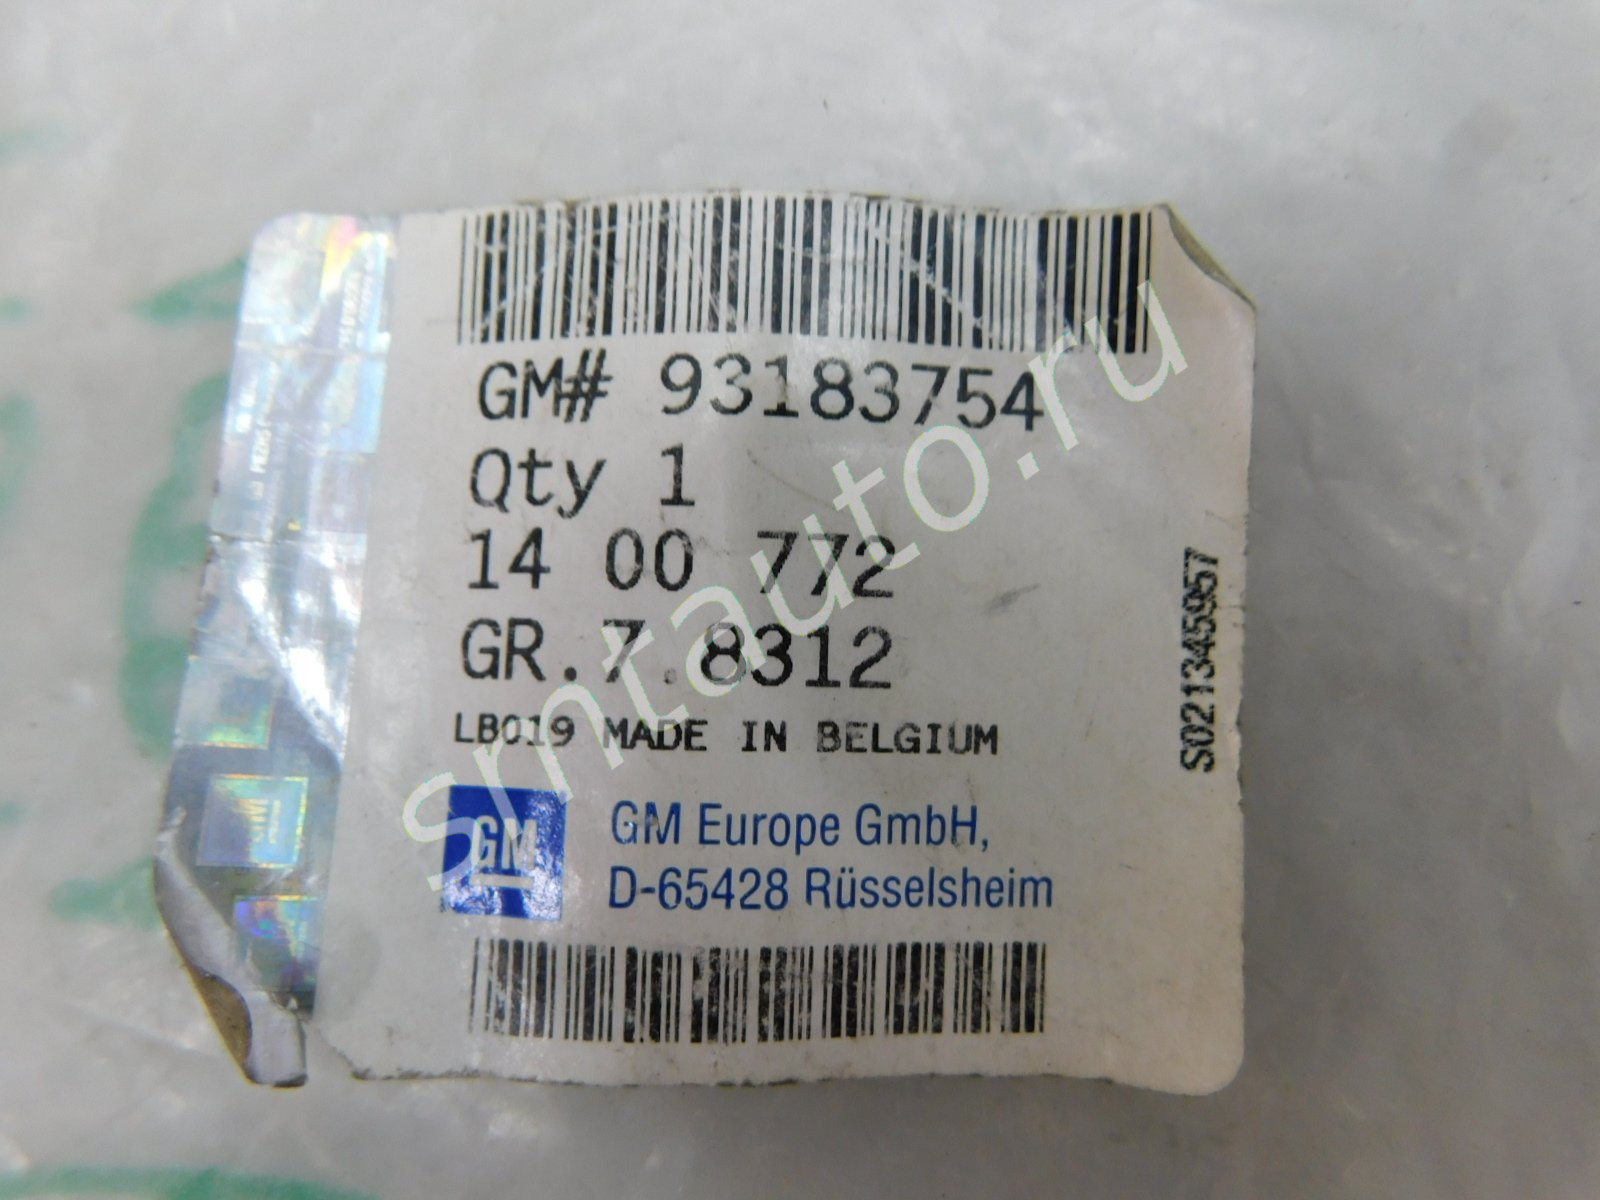 GM# 93183754
Qty 1
14 00 772
GR.7.8312
LB019 MADE IN BELGIUM
GM
GM Europe GmbH,
D-65428 Rüsselsheim
S021345957
smtauto.ru